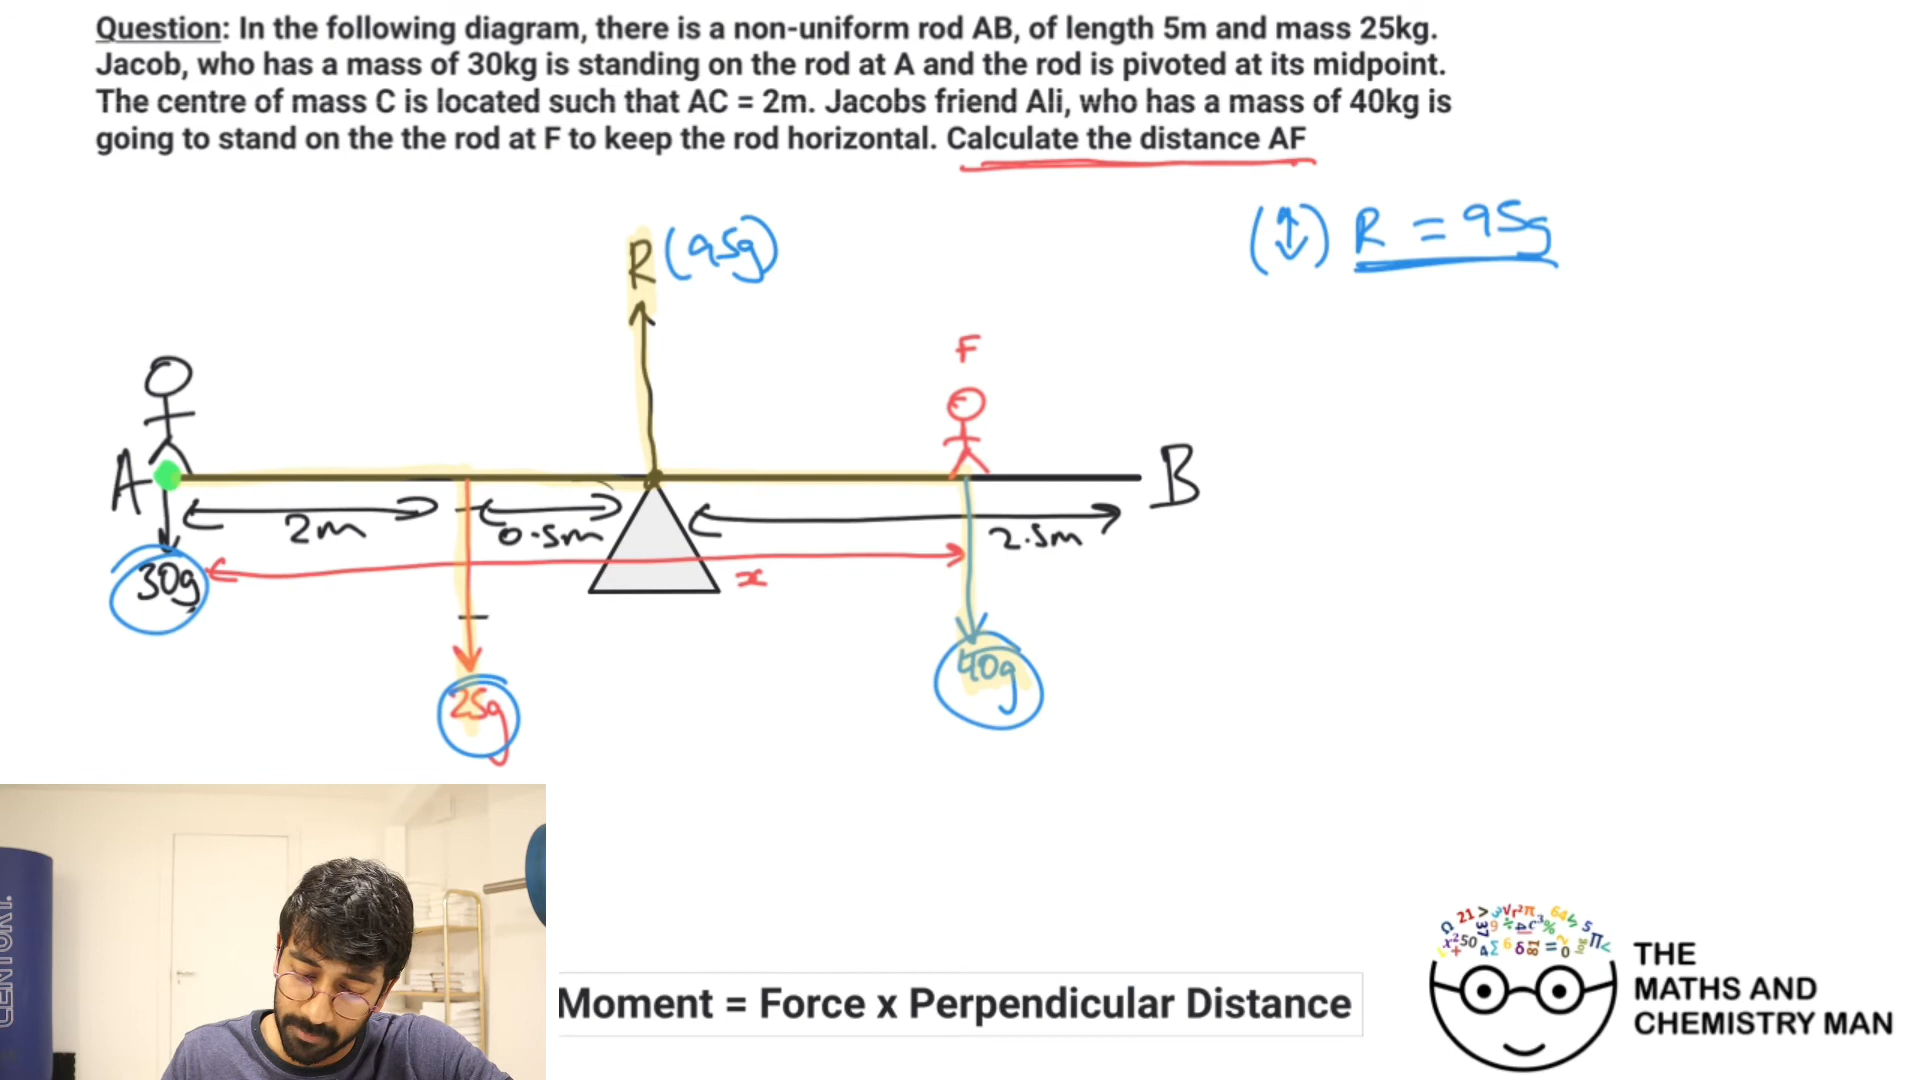 Question: In the following diagram, there is a non-uniform rod AB, of length 5m and mass 25kg.
Jacob, who has a mass of 30kg is standing on the rod at A and the rod is pivoted at its midpoint.
The centre of mass C is located such that AC = 2m. Jacobs friend Ali, who has a mass of 40kg is
going to stand on the the rod at F to keep the rod horizontal. Calculate the distance AF
(↕) R = 95g
R (95g)
F
A
B
2m
0.5m
2.5m
x
30g
25g
40g
CENTURY.
Moment = Force x Perpendicular Distance
THE
MATHS AND
CHEMISTRY MAN